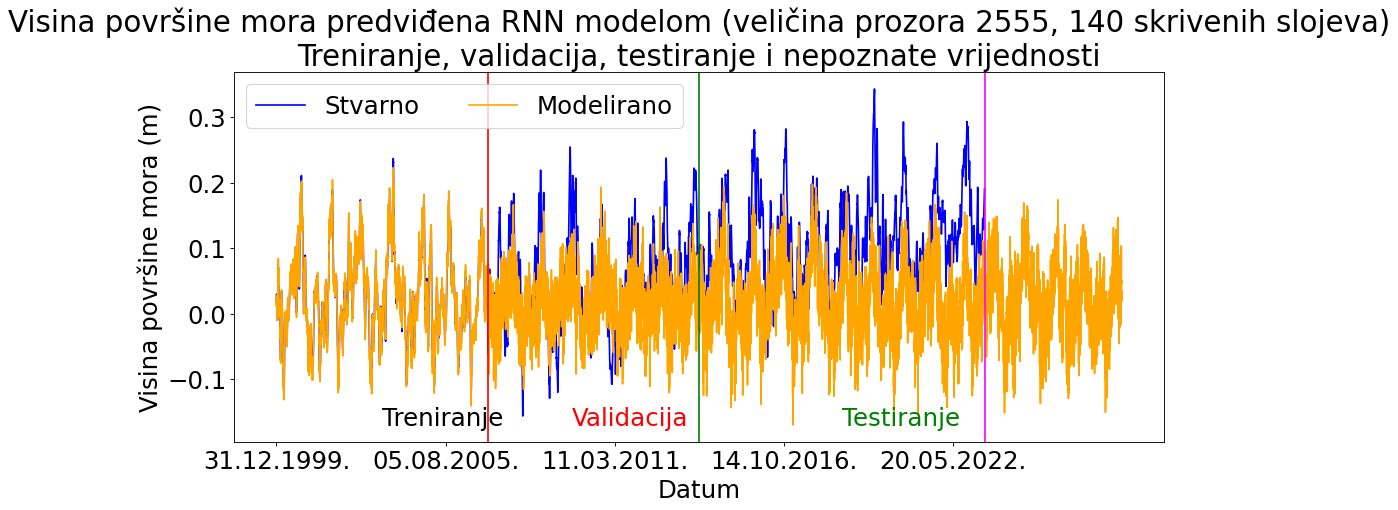 Visina površine mora predviđena RNN modelom (veličina prozora 2555, 140 skrivenih slojeva)
Treniranje, validacija, testiranje i nepoznate vrijednosti
Stvarno
Modelirano
Visina površine mora (m)
0.3
0.2
0.1
0.0
−0.1
Treniranje
Validacija
Testiranje
31.12.1999.
05.08.2005.
11.03.2011.
14.10.2016.
20.05.2022.
Datum